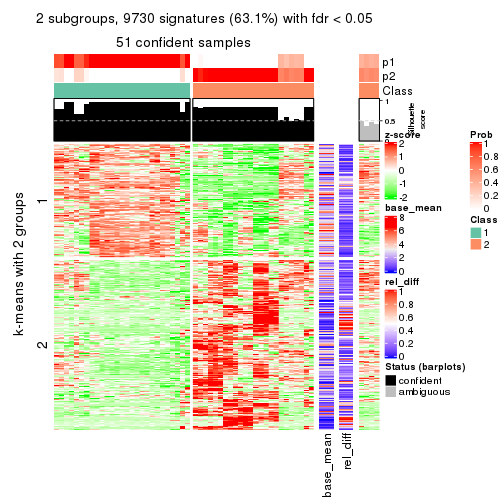 2 subgroups, 9730 signatures (63.1%) with fdr < 0.05
51 confident samples
p1
p2
Class
1
0.5
0
Silhouette
score
k-means with 2 groups
1
2
base_mean
rel_diff
z-score
2
1
0
-1
-2
base_mean
8
6
4
2
0
rel_diff
1
0.8
0.6
0.4
0.2
0
Status (barplots)
confident
ambiguous
Prob
1
0.8
0.6
0.4
0.2
0
Class
1
2